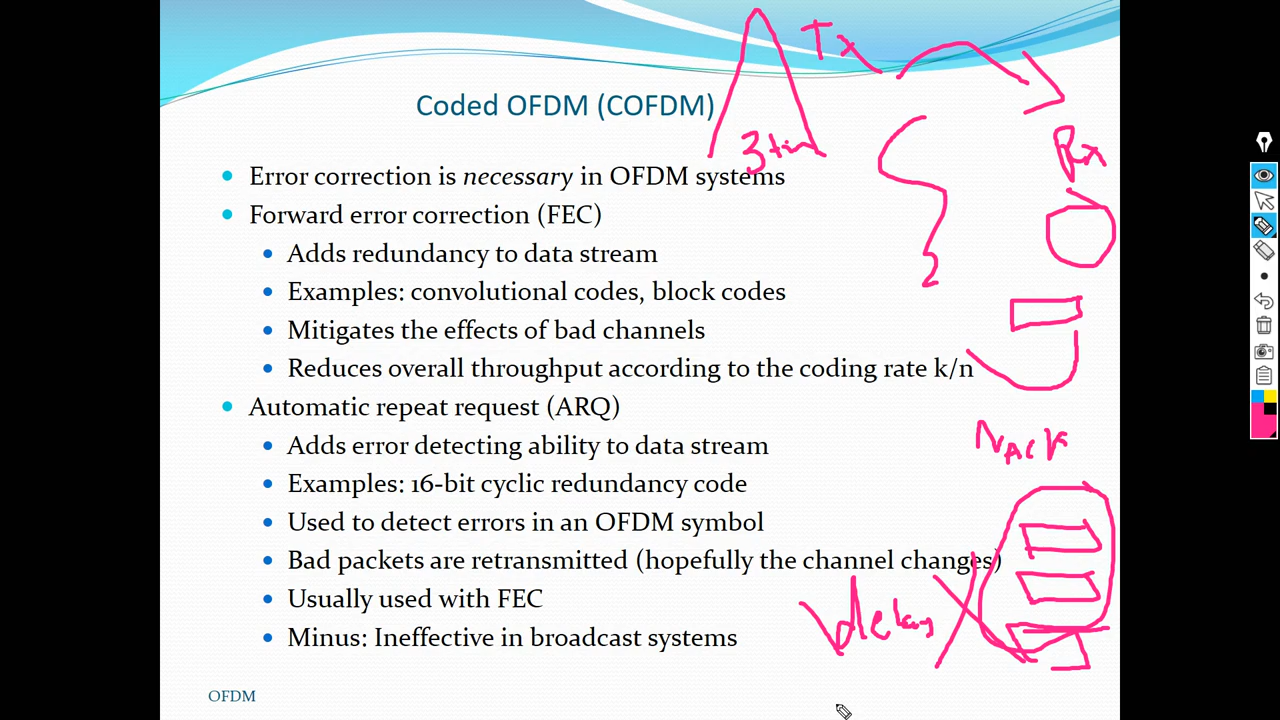 Tx
Coded OFDM (COFDM)
3 tim
Rx
Error correction is necessary in OFDM systems
Forward error correction (FEC)
Adds redundancy to data stream
Examples: convolutional codes, block codes
Mitigates the effects of bad channels
Reduces overall throughput according to the coding rate k/n
Automatic repeat request (ARQ)
NACK
Adds error detecting ability to data stream
Examples: 16-bit cyclic redundancy code
Used to detect errors in an OFDM symbol
Bad packets are retransmitted (hopefully the channel changes)
Usually used with FEC
delay
Minus: Ineffective in broadcast systems
OFDM